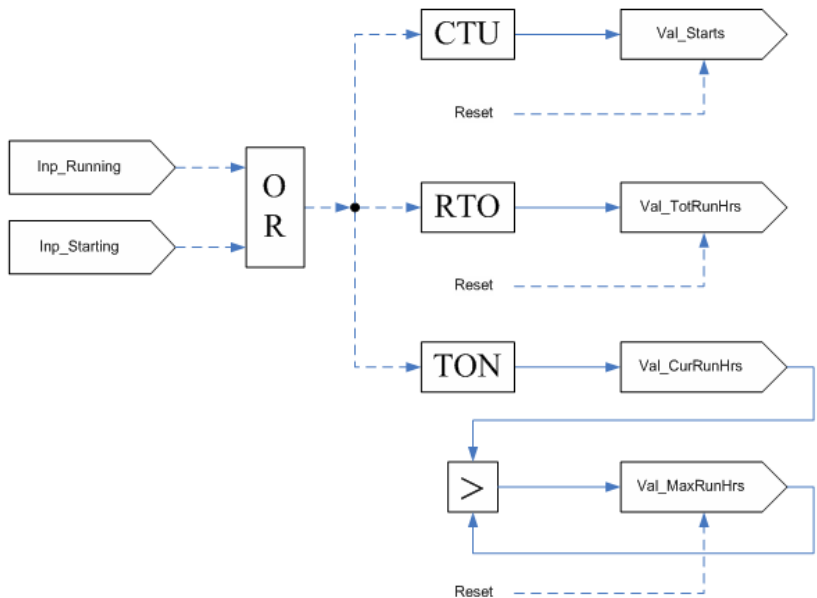 CTU
Val_Starts
Reset
Inp_Running
O
R
Inp_Starting
RTO
Val_TotRunHrs
Reset
TON
Val_CurRunHrs
>
Val_MaxRunHrs
Reset